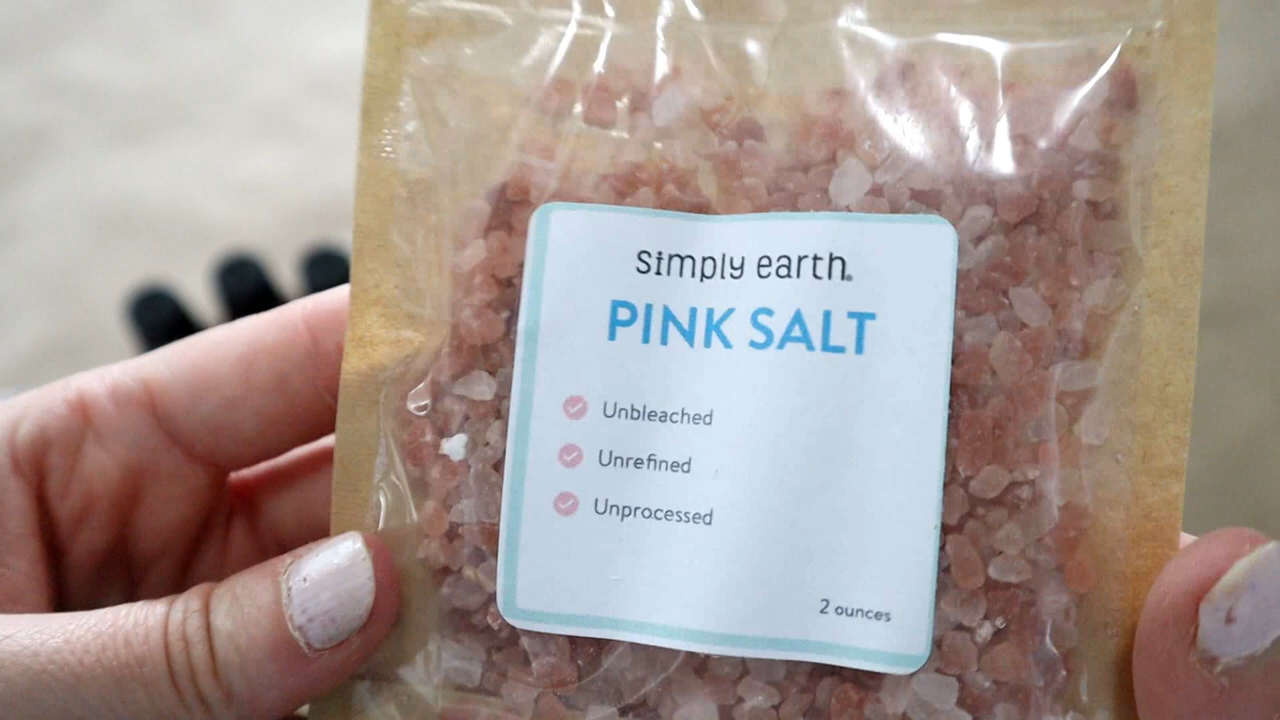 simply earth.
PINK SALT
Unbleached
Unrefined
Unprocessed
2 ounces